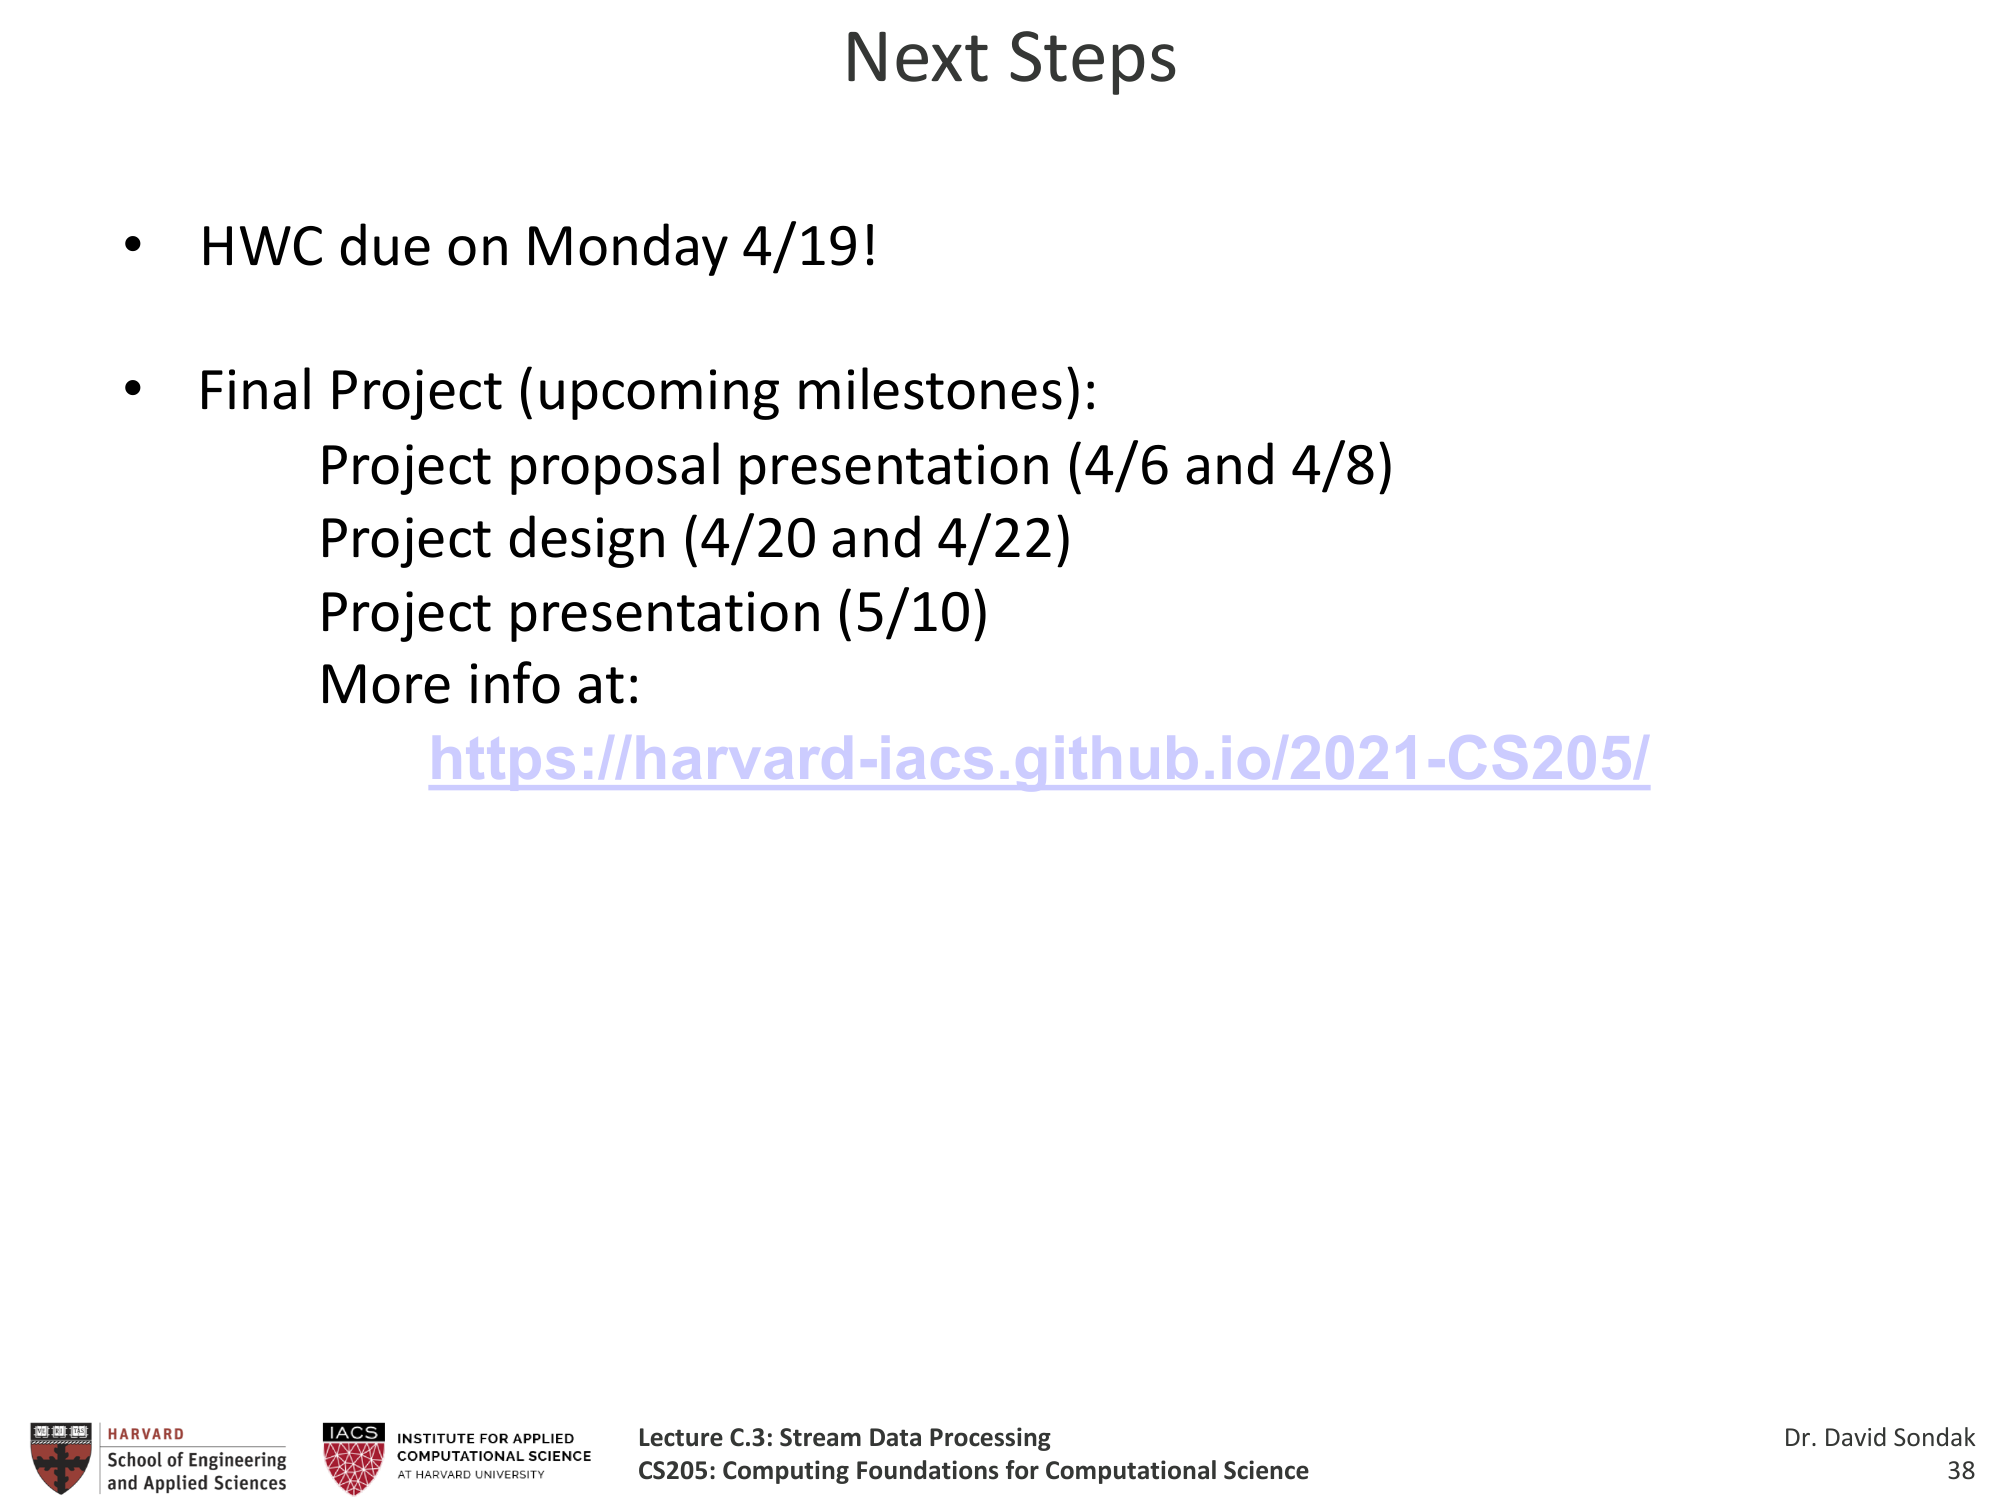 Next Steps
• HWC due on Monday 4/19!
• Final Project (upcoming milestones):
Project proposal presentation (4/6 and 4/8)
Project design (4/20 and 4/22)
Project presentation (5/10)
More info at:
https://harvard-iacs.github.io/2021-CS205/
HARVARD
School of Engineering
and Applied Sciences
IACS
INSTITUTE FOR APPLIED
COMPUTATIONAL SCIENCE
AT HARVARD UNIVERSITY
Lecture C.3: Stream Data Processing
CS205: Computing Foundations for Computational Science
Dr. David Sondak
38